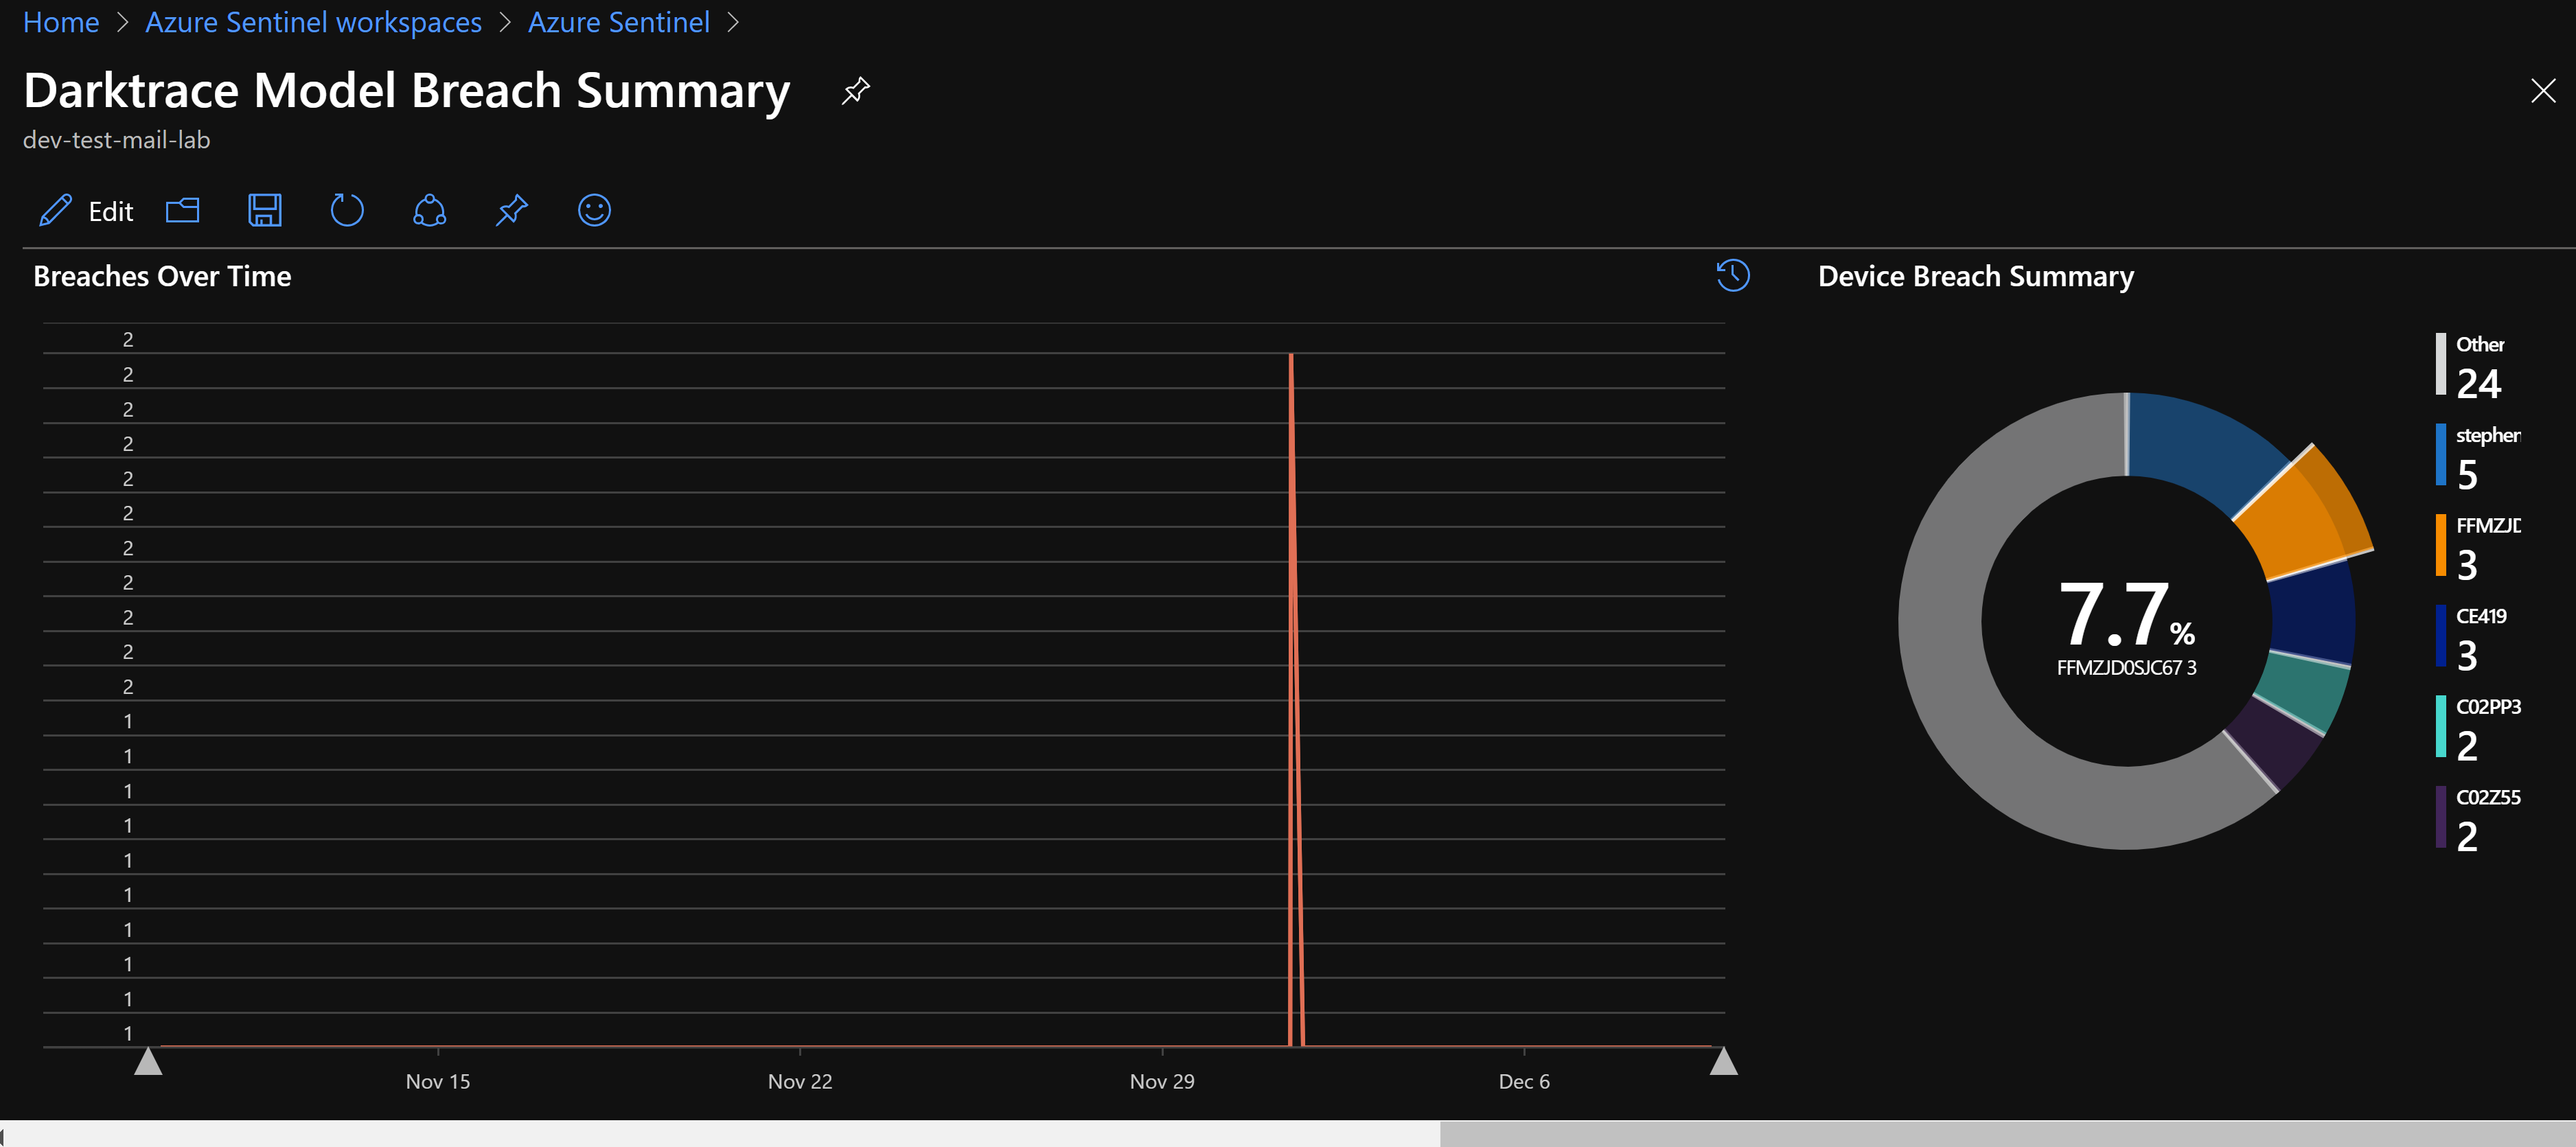 Home > Azure Sentinel workspaces > Azure Sentinel >
Darktrace Model Breach Summary
dev-test-mail-lab
Edit
Breaches Over Time
2
2
2
2
2
2
2
2
2
2
2
1
1
1
1
1
1
1
1
1
1
Nov 15
Nov 22
Nov 29
Dec 6
Device Breach Summary
7.7%
FFMZJD0SJC67 3
Other
24
stephen
5
FFMZJD
3
CE419
3
C02PP3
2
C02Z55
2